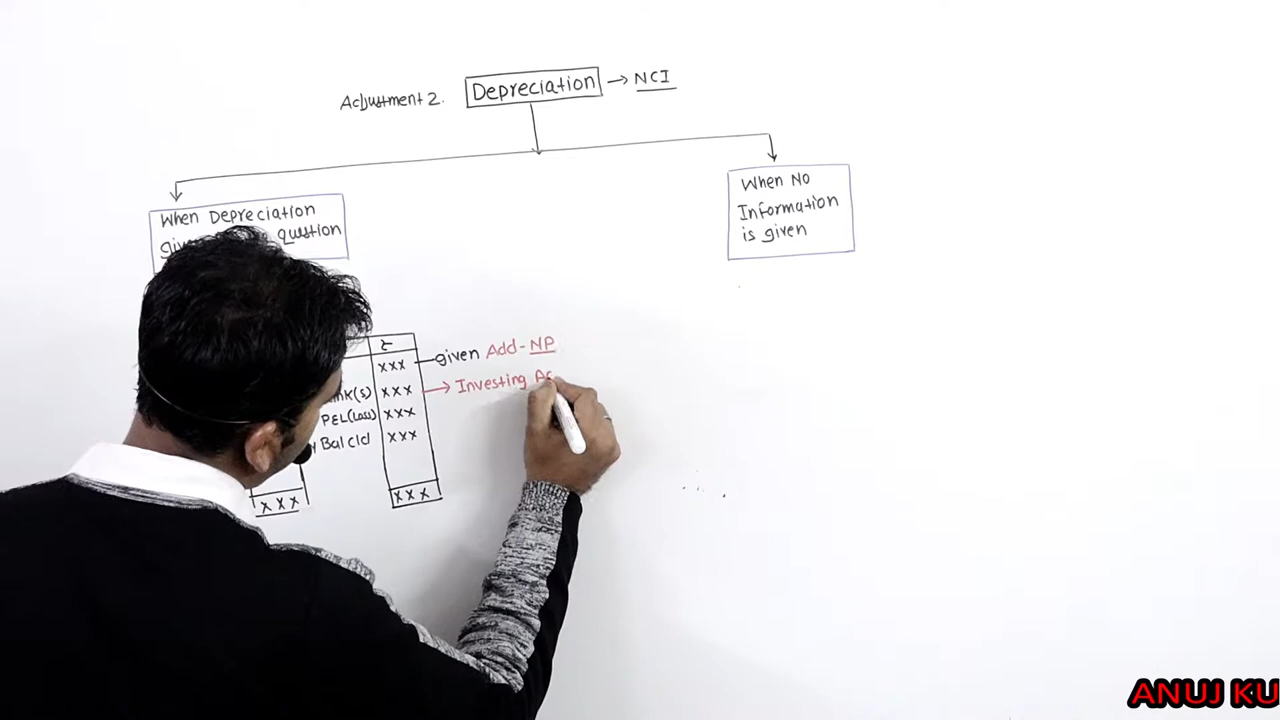 Adjustment 2. Depreciation → NCI
When Depreciation
question
When No
Information
is given
₹
xxx given Add- NP
(s) xxx → Investing
P&L(Loss) xxx
Bal c/d xxx
xxx
xxx
ANUJ KU